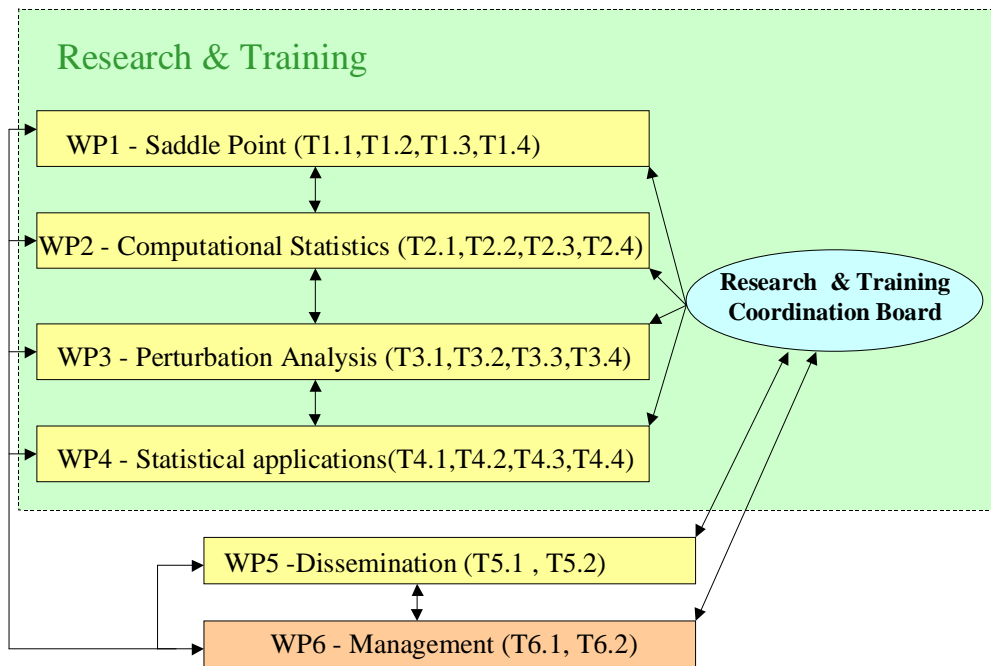 Research & Training
WP1 - Saddle Point (T1.1,T1.2,T1.3,T1.4)
WP2 - Computational Statistics (T2.1,T2.2,T2.3,T2.4)
Research & Training
Coordination Board
WP3 - Perturbation Analysis (T3.1,T3.2,T3.3,T3.4)
WP4 - Statistical applications(T4.1,T4.2,T4.3,T4.4)
WP5 -Dissemination (T5.1 , T5.2)
WP6 - Management (T6.1, T6.2)